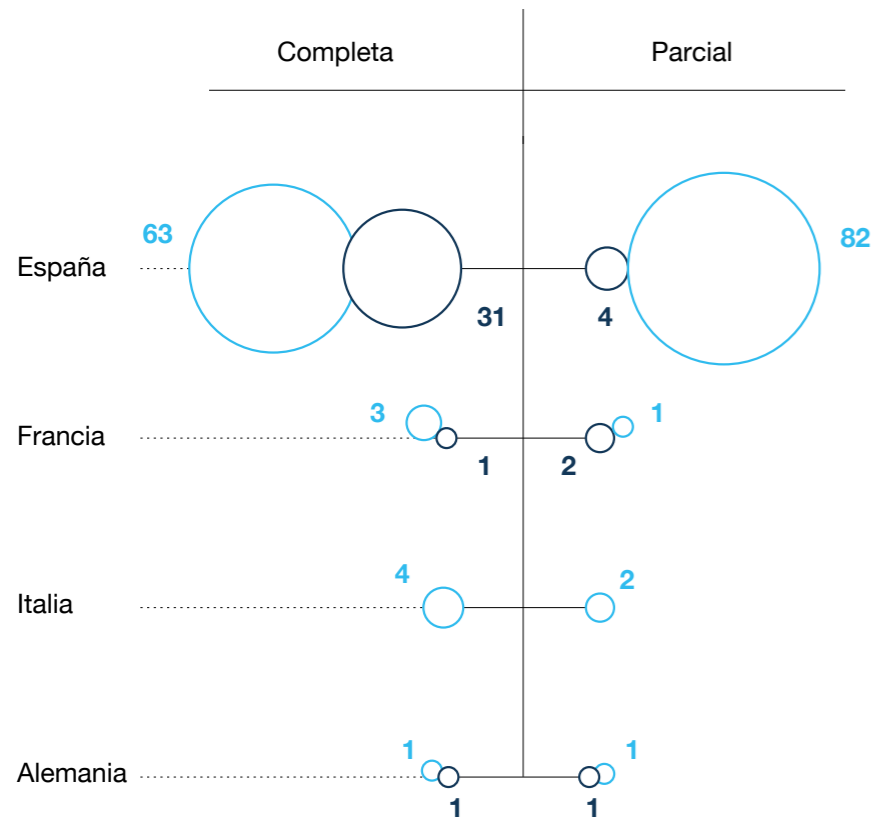 Completa Parcial
63 82
España
31 4
3 1
Francia
1 2
4 2
Italia
1 1
Alemania
1 1